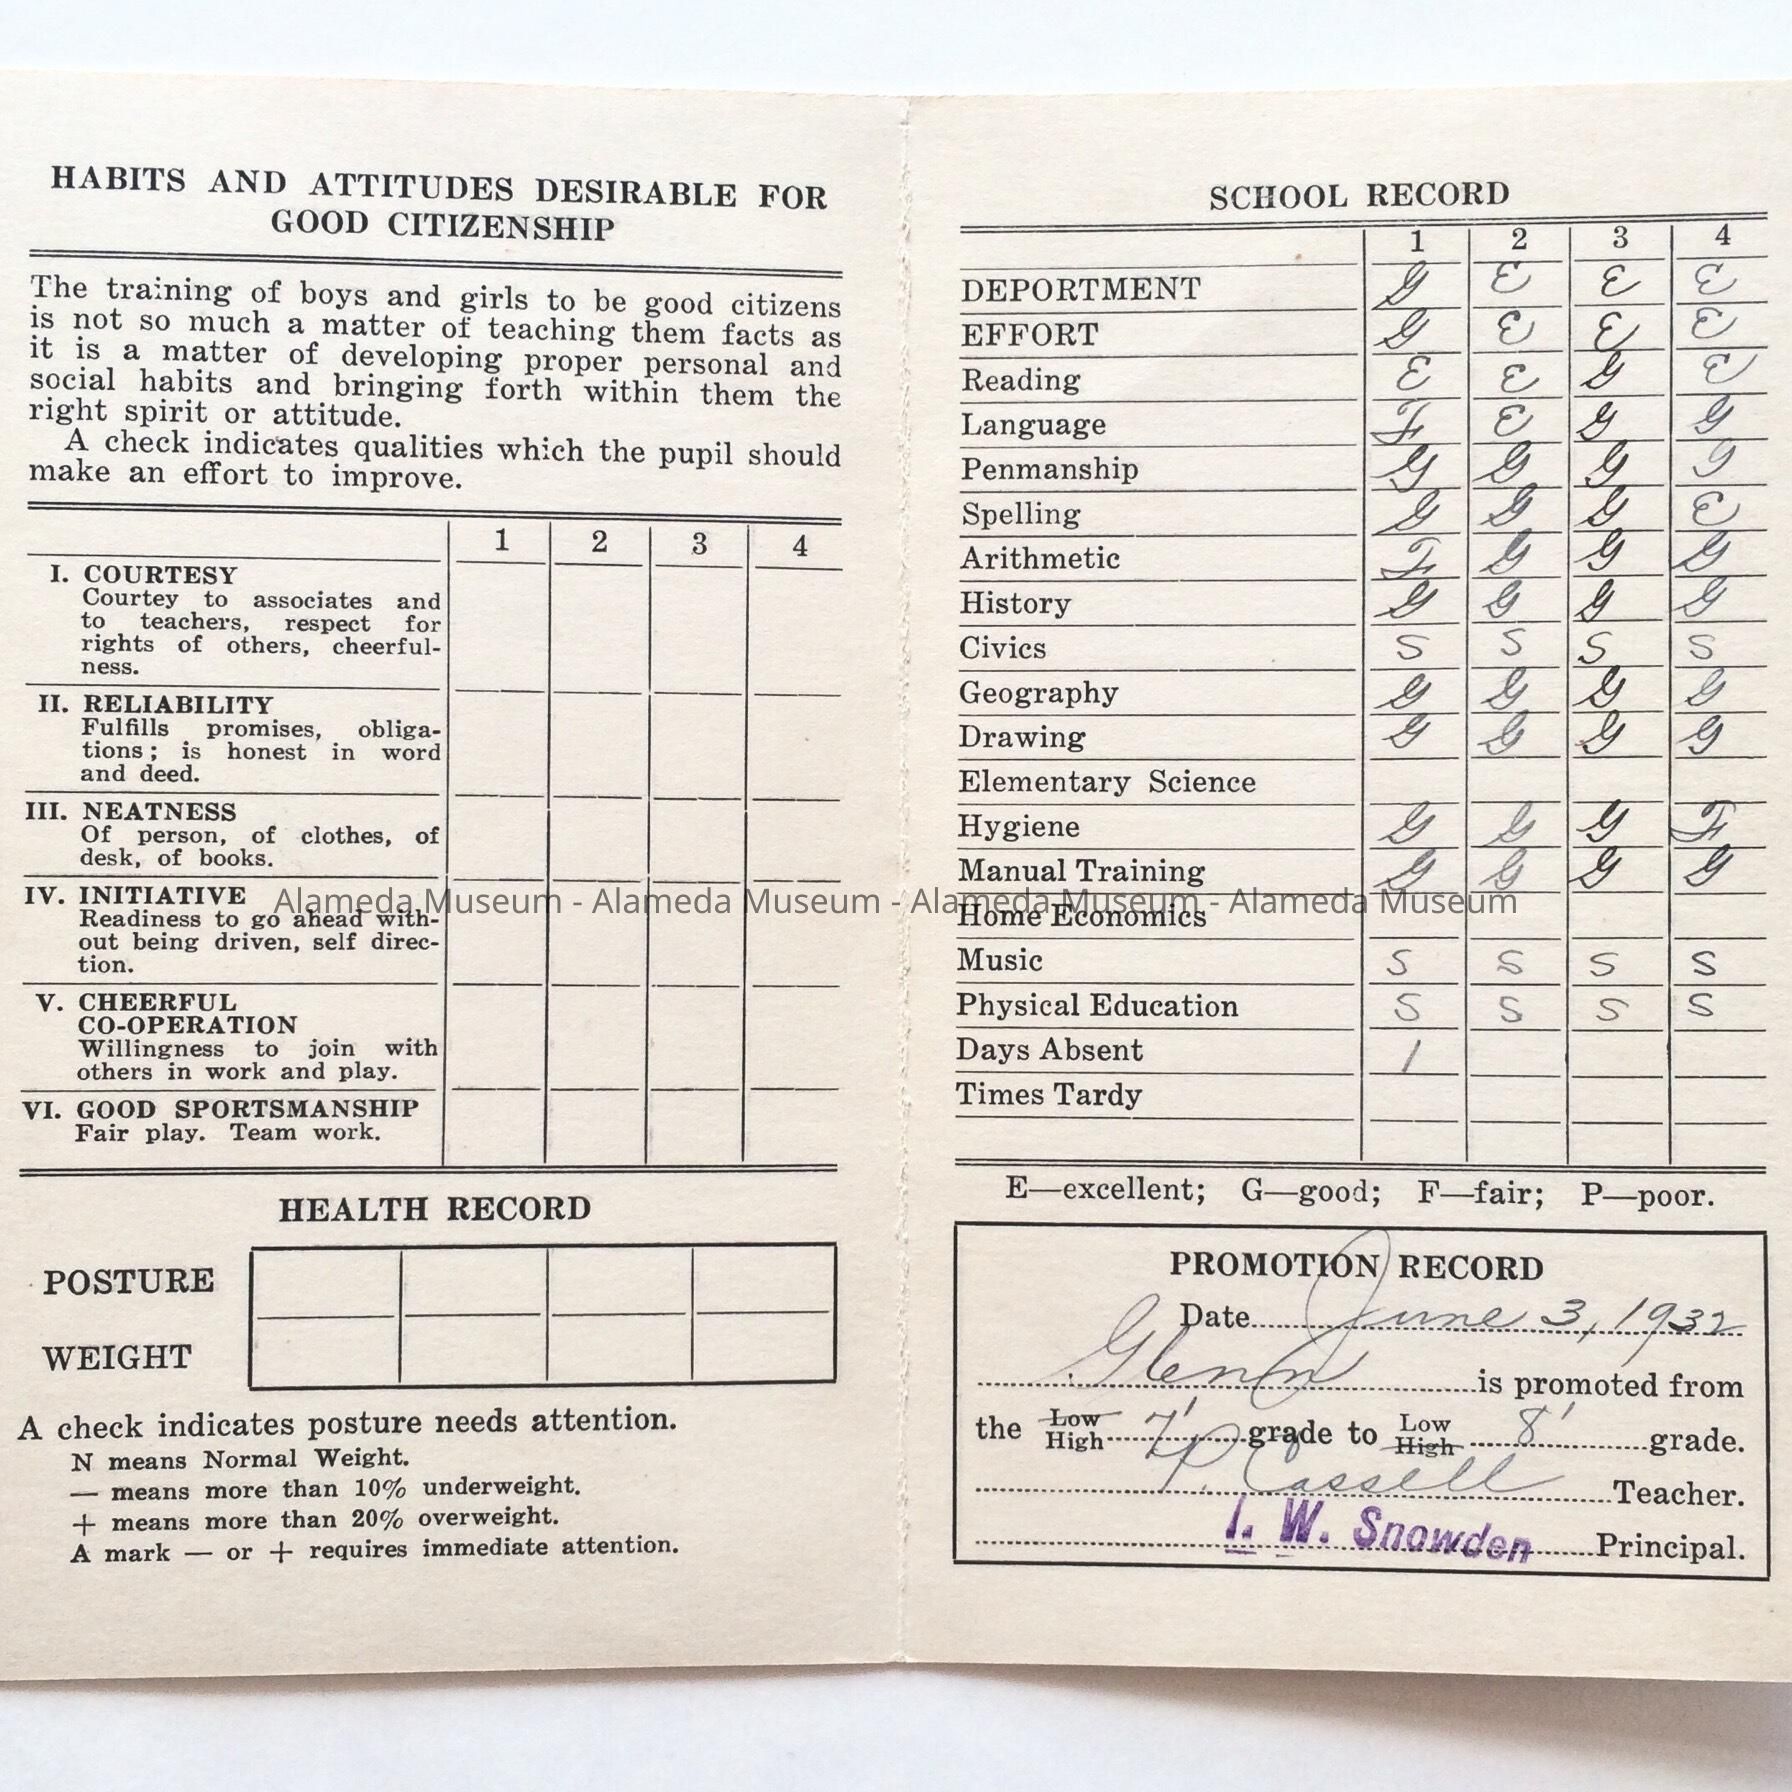 HABITS AND ATTITUDES DESIRABLE FOR
GOOD CITIZENSHIP
The training of boys and girls to be good citizens
is not so much a matter of teaching them facts as
it is a matter of developing proper personal and
social habits and bringing forth within them the
right spirit or attitude.
A check indicates qualities which the pupil should
make an effort to improve.
1 2 3 4
I. COURTESY
Courtey to associates and
to teachers, respect for
rights of others, cheerful-
ness.
II. RELIABILITY
Fulfills promises, obliga-
tions; is honest in word
and deed.
III. NEATNESS
Of person, of clothes, of
desk, of books.
IV. INITIATIVE
Readiness to go ahead with-
out being driven, self direc-
tion.
V. CHEERFUL
CO-OPERATION
Willingness to join with
others in work and play.
VI. GOOD SPORTSMANSHIP
Fair play. Team work.
HEALTH RECORD
POSTURE
WEIGHT
A check indicates posture needs attention.
N means Normal Weight.
— means more than 10% underweight.
+ means more than 20% overweight.
A mark — or + requires immediate attention.
SCHOOL RECORD
1 2 3 4
DEPORTMENT G E E E
EFFORT G E E E
Reading E E G E
Language F E G G
Penmanship G G G G
Spelling G G G E
Arithmetic F G G G
History G G G G
Civics S S S S
Geography G G G G
Drawing G G G G
Elementary Science
Hygiene G G G F
Manual Training G G G G
Home Economics
Music S S S S
Physical Education S S S S
Days Absent 1
Times Tardy
E—excellent; G—good; F—fair; P—poor.
PROMOTION RECORD
Date June 3, 1932
Glenn is promoted from
the Low High 7' grade to Low High 8' grade.
P. Cassell Teacher.
I. W. Snowden Principal.
Alameda Museum - Alameda Museum - Alameda Museum - Alameda Museum